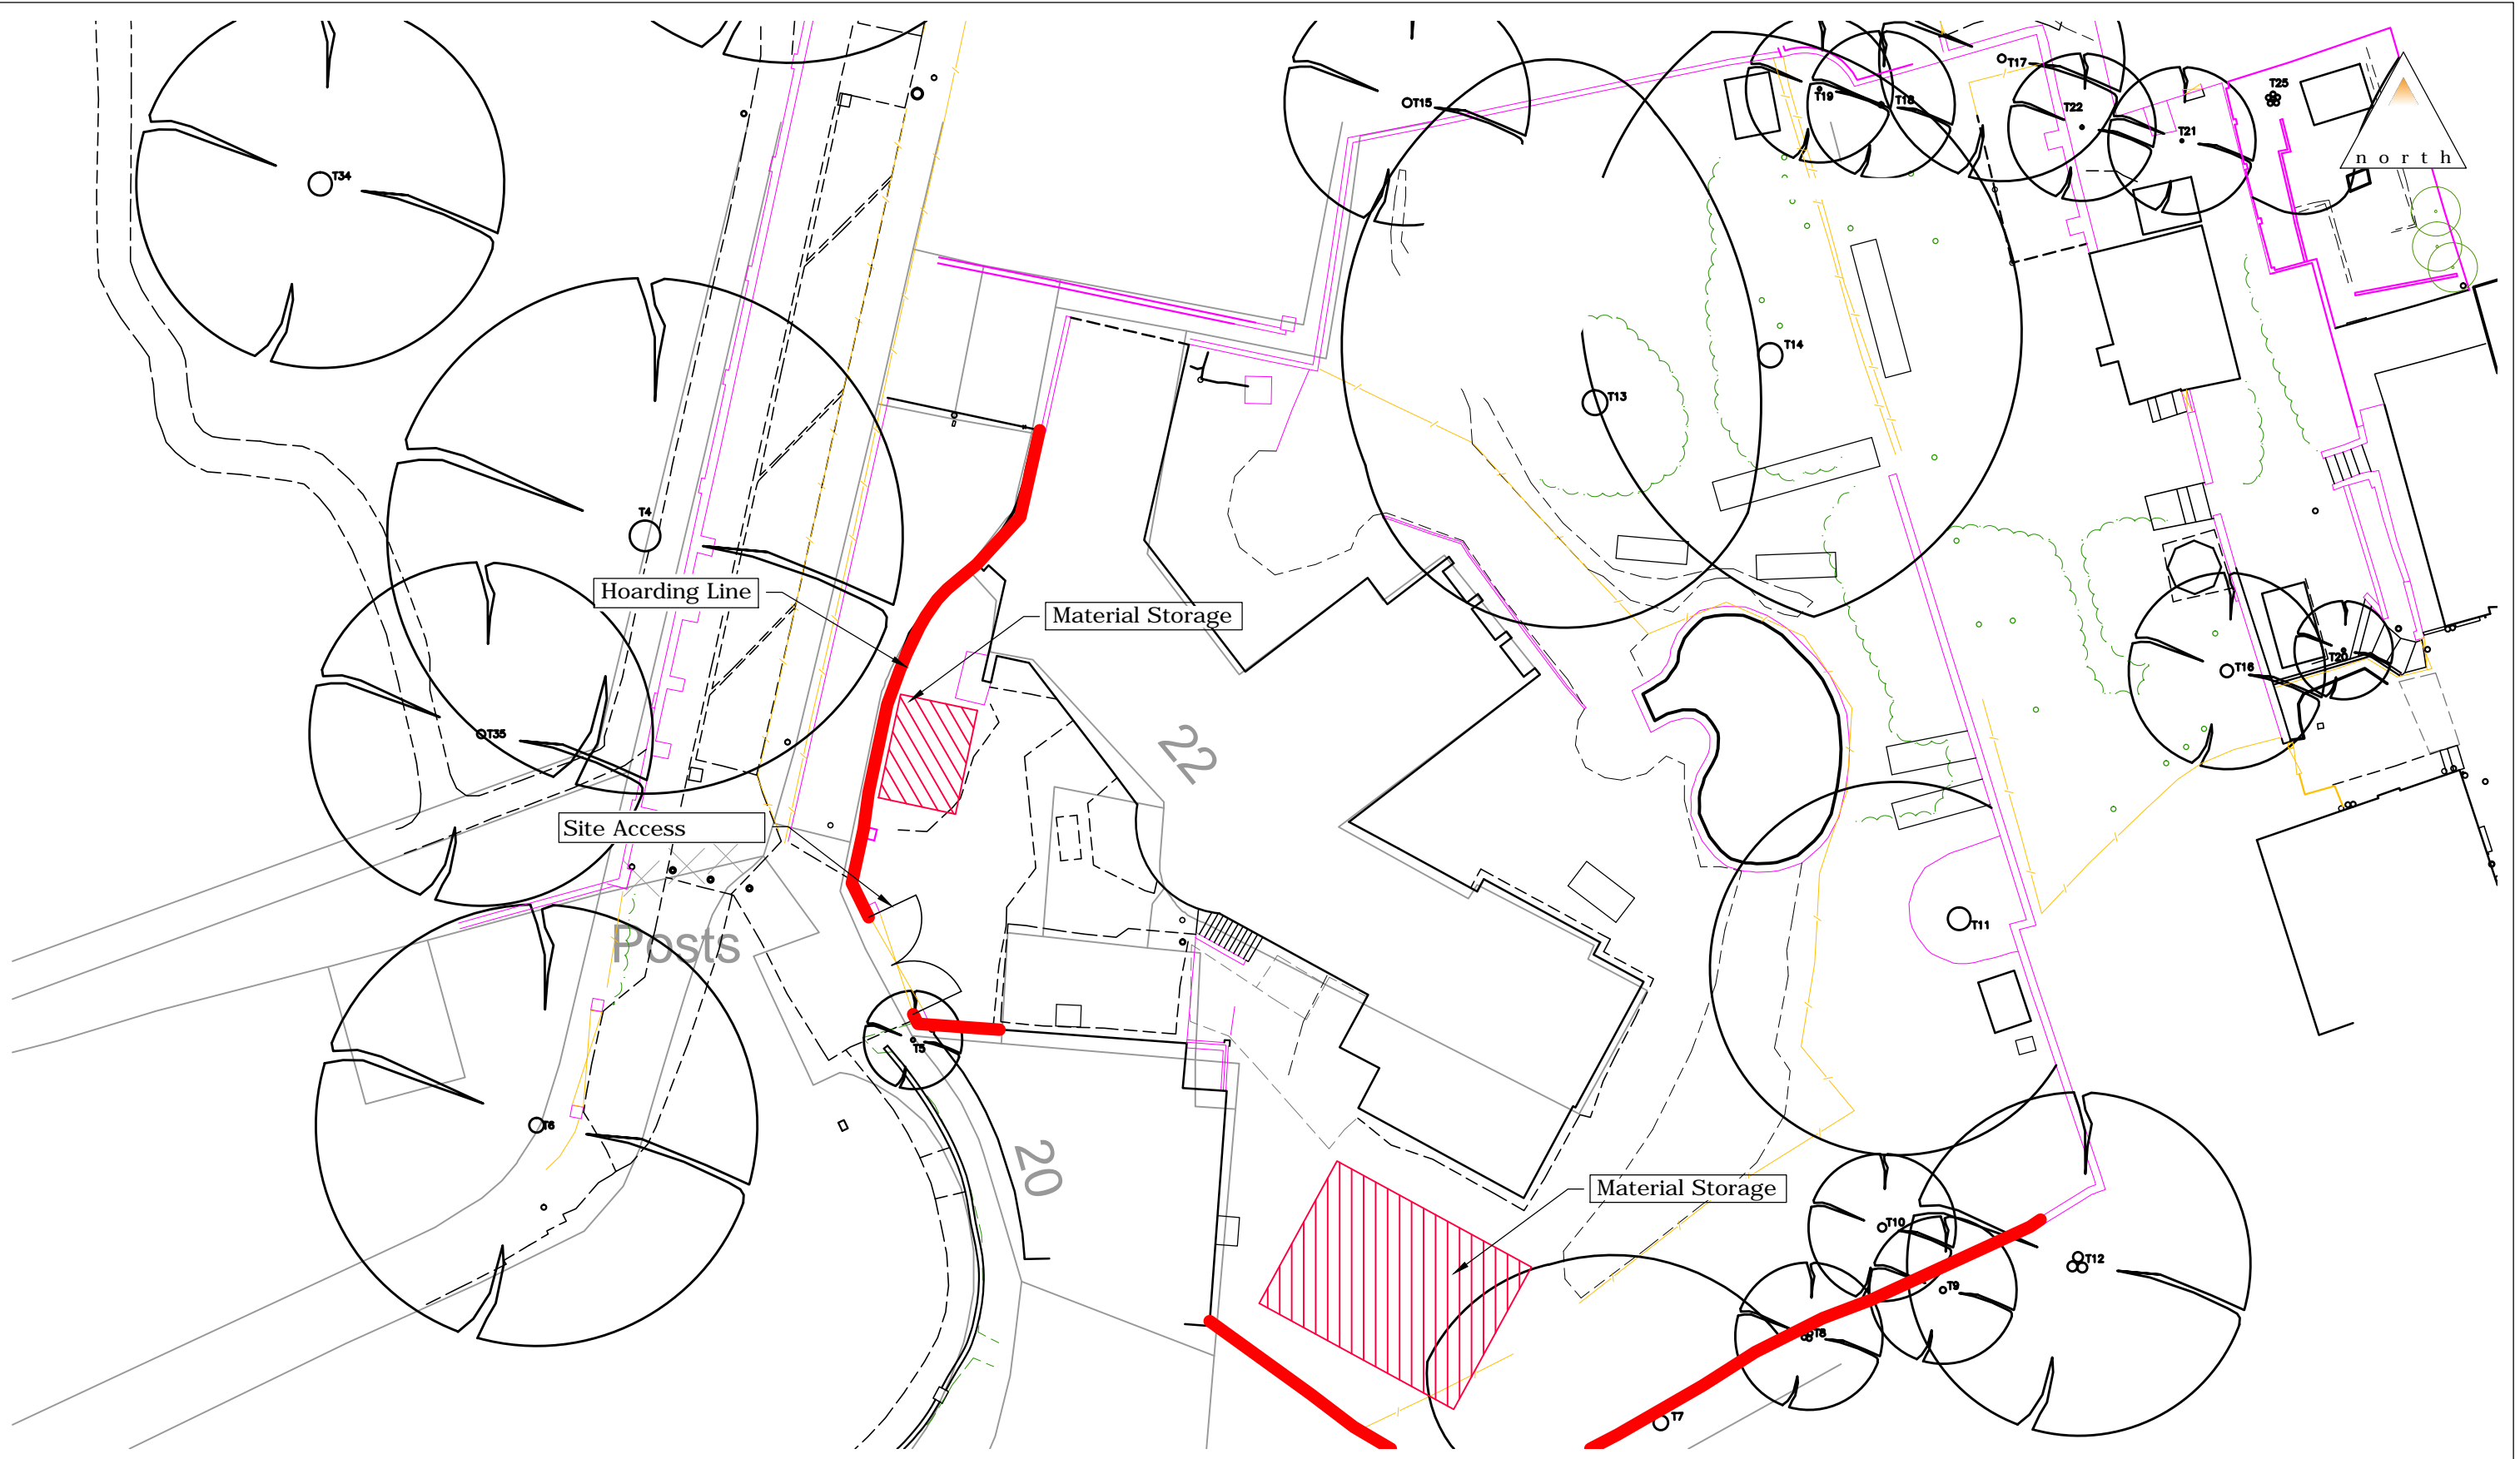 T15
T17
T19
T18
T22
T21
T25
north
T34
T14
T13
T4
Hoarding Line
Material Storage
T20
T16
T35
22
Site Access
Posts
T11
T5
T6
20
Material Storage
T10
T12
T9
T8
T7